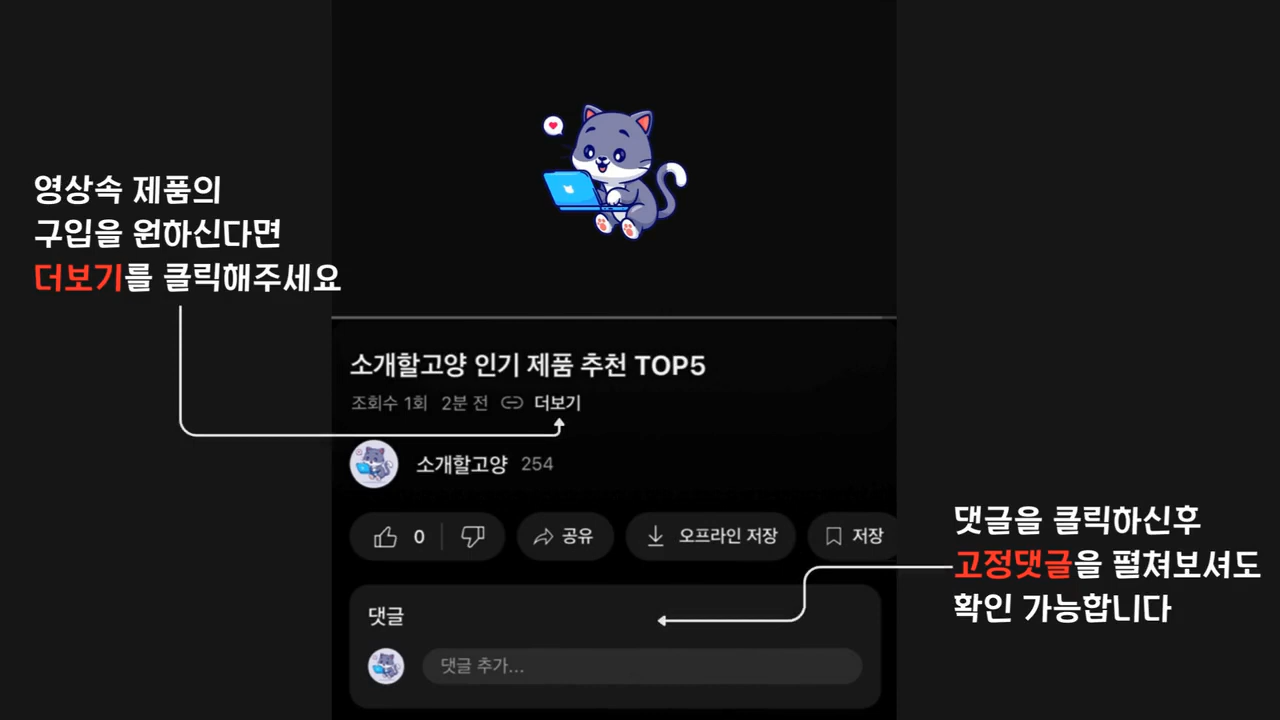 영상속 제품의
구입을 원하신다면
더보기를 클릭해주세요
소개할고양 인기 제품 추천 TOP5
조회수 1회 2분 전 더보기
소개할고양 254
0 공유 오프라인 저장 저장
댓글을 클릭하신후
고정댓글을 펼쳐보셔도
확인 가능합니다
댓글
댓글 추가...